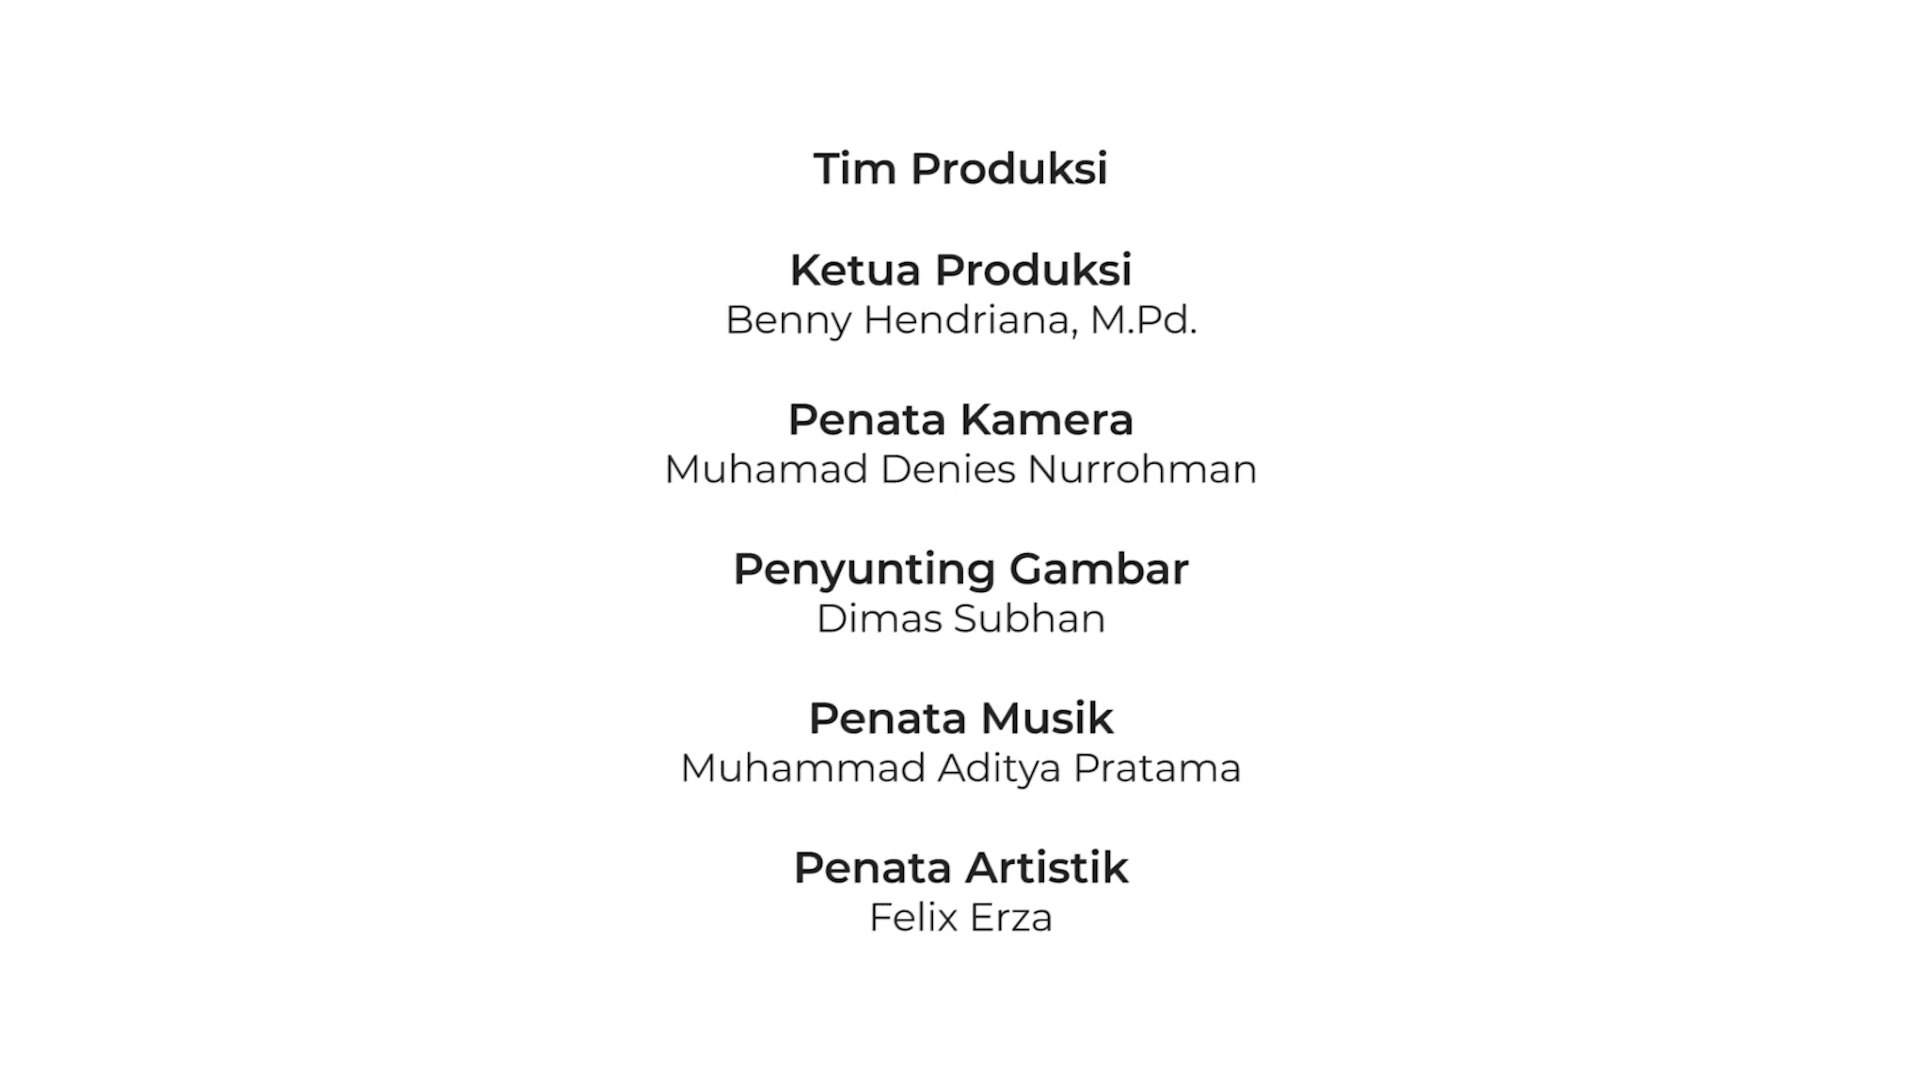 Tim Produksi
Ketua Produksi
Benny Hendriana, M.Pd.
Penata Kamera
Muhamad Denies Nurrohman
Penyunting Gambar
Dimas Subhan
Penata Musik
Muhammad Aditya Pratama
Penata Artistik
Felix Erza